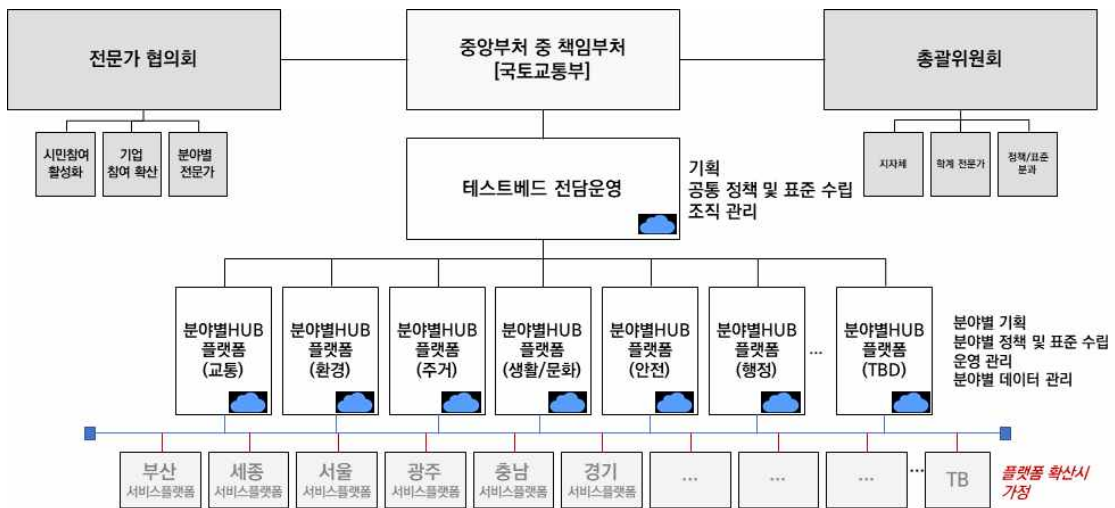 전문가 협의회
중앙부처 중 책임부처
[국토교통부]
총괄위원회
시민참여
활성화
기업
참여 확산
분야별
전문가
지자체
학계 전문가
정책/표준
분과
테스트베드 전담운영
기획
공통 정책 및 표준 수립
조직 관리
분야별HUB
플랫폼
(교통)
분야별HUB
플랫폼
(환경)
분야별HUB
플랫폼
(주거)
분야별HUB
플랫폼
(생활/문화)
분야별HUB
플랫폼
(안전)
분야별HUB
플랫폼
(행정)
...
분야별HUB
플랫폼
(TBD)
분야별 기획
분야별 정책 및 표준 수립
운영 관리
분야별 데이터 관리
부산
서비스플랫폼
세종
서비스플랫폼
서울
서비스플랫폼
광주
서비스플랫폼
충남
서비스플랫폼
경기
서비스플랫폼
...
...
...
...
TB
플랫폼 확산시
가정